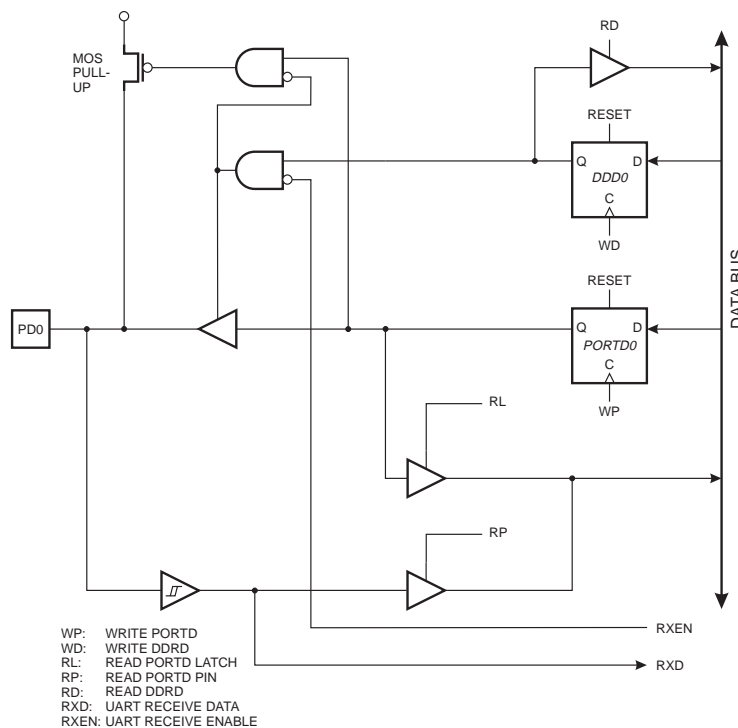 RD
MOS
PULL-
UP
RESET
Q
D
DDD0
C
WD
DATA BUS
RESET
PD0
Q
D
PORTD0
C
WP
RL
RP
RXEN
RXD
WP: WRITE PORTD
WD: WRITE DDRD
RL: READ PORTD LATCH
RP: READ PORTD PIN
RD: READ DDRD
RXD: UART RECEIVE DATA
RXEN: UART RECEIVE ENABLE